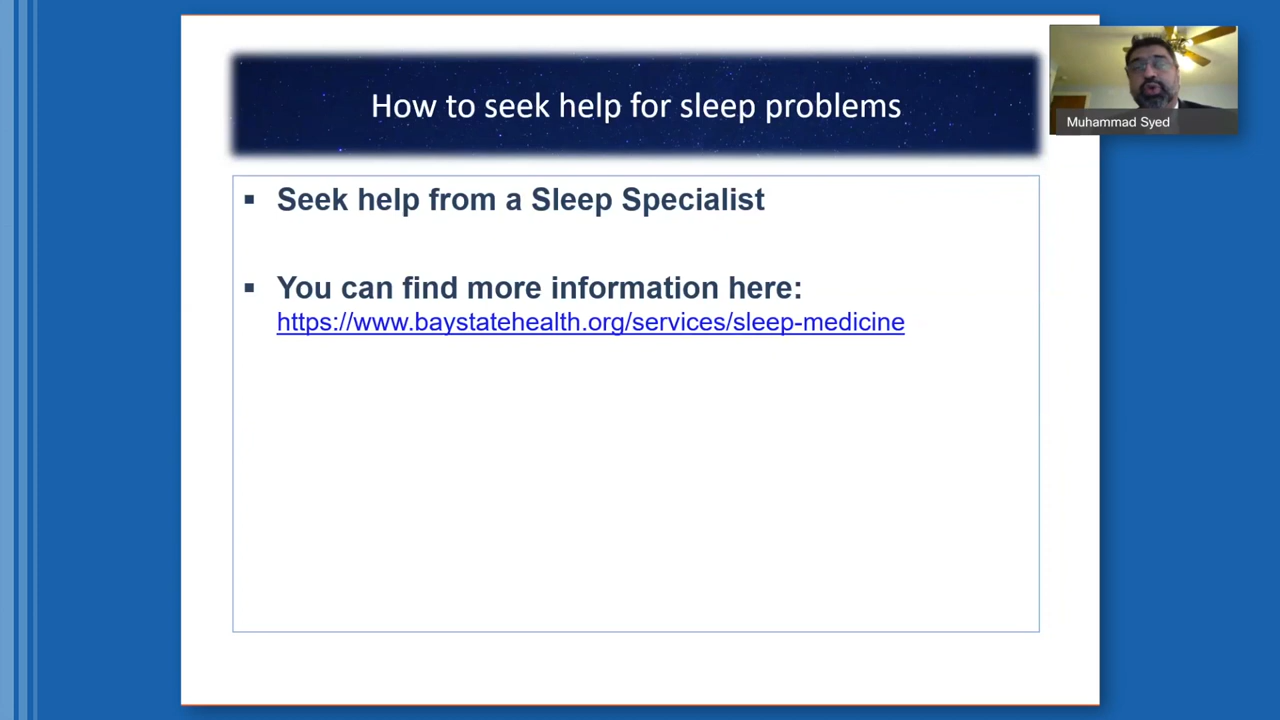 How to seek help for sleep problems
Muhammad Syed
▪ Seek help from a Sleep Specialist
▪ You can find more information here:
https://www.baystatehealth.org/services/sleep-medicine